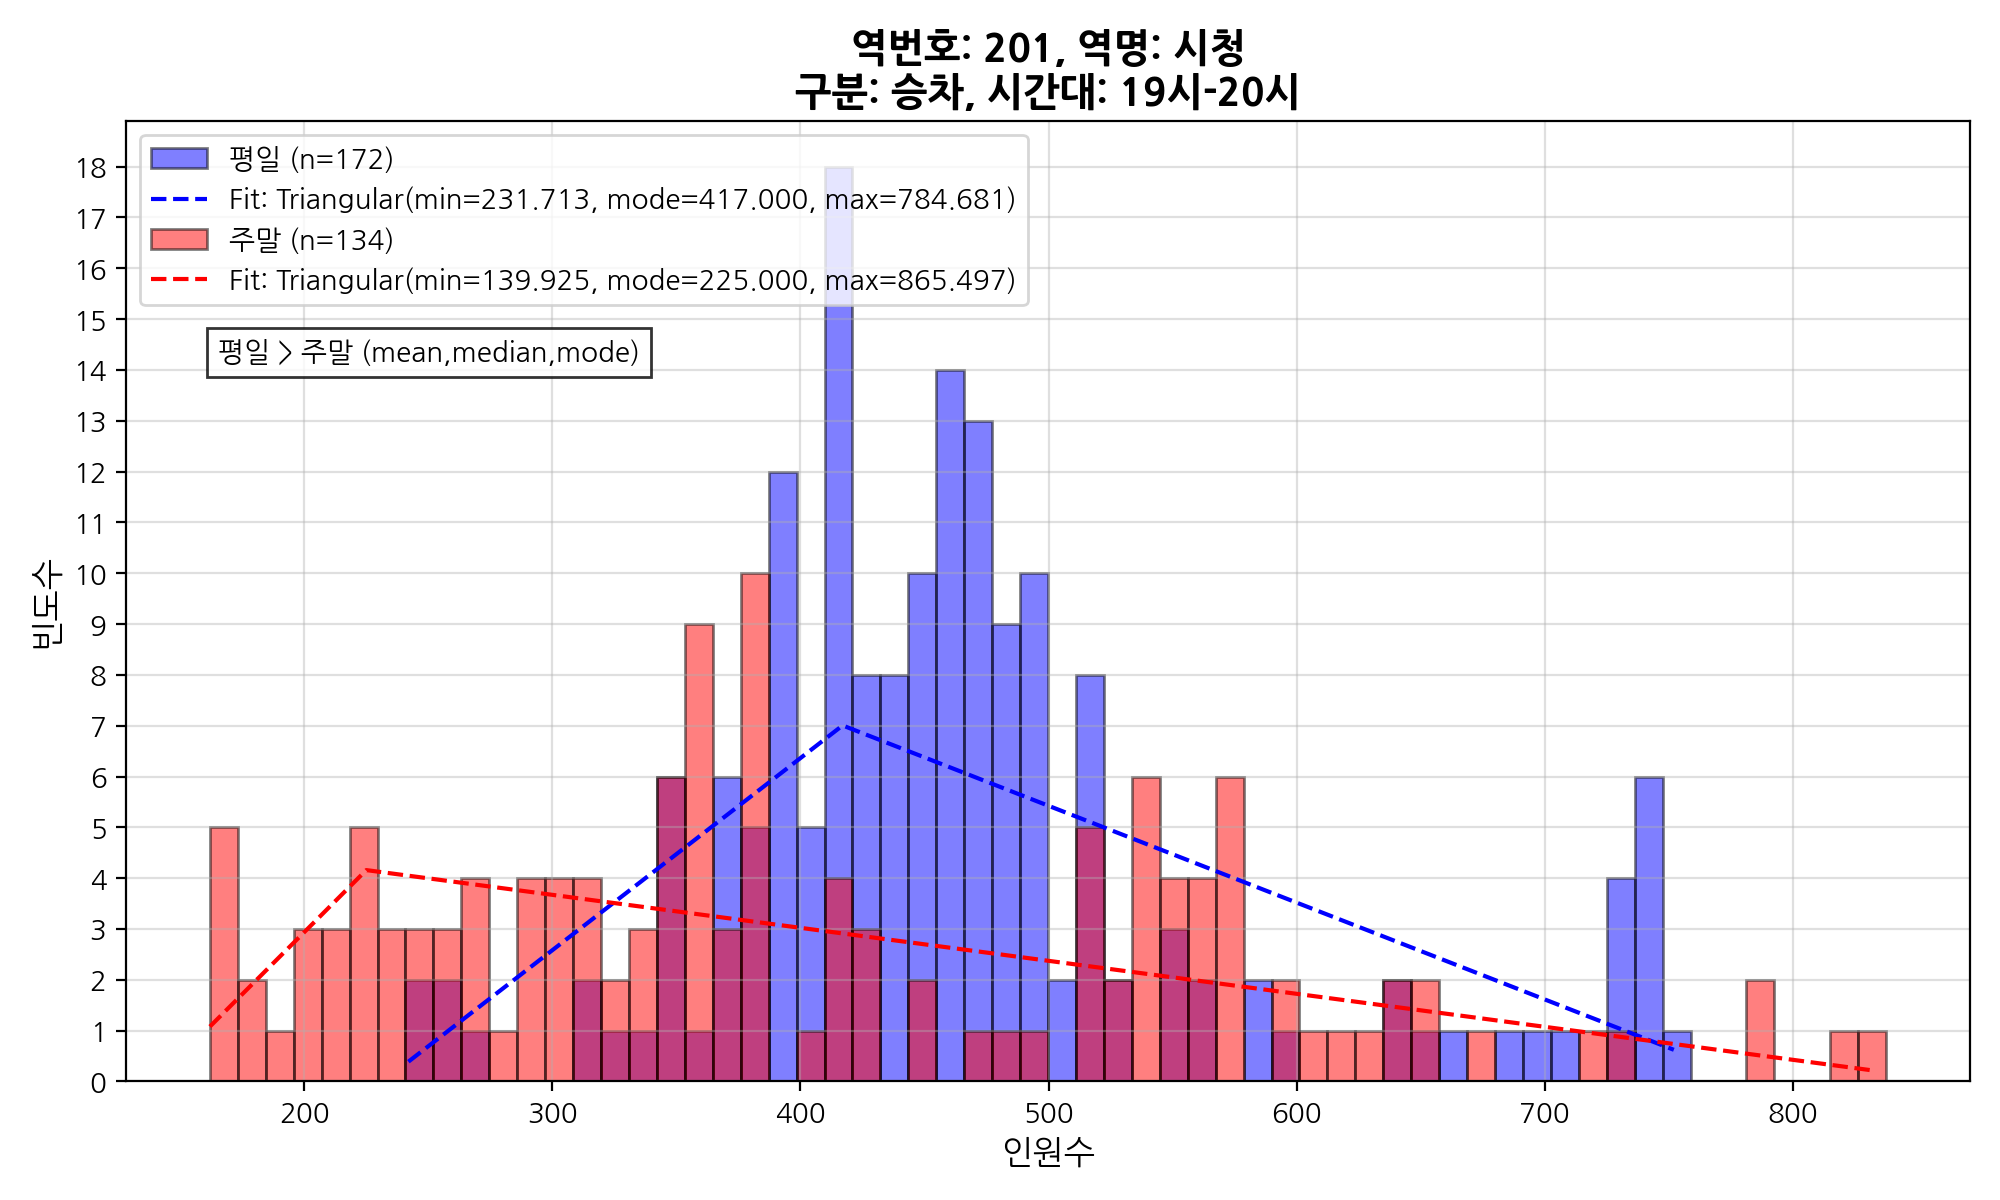 역번호: 201, 역명: 시청
구분: 승차, 시간대: 19시-20시
평일 (n=172)
Fit: Triangular(min=231.713, mode=417.000, max=784.681)
주말 (n=134)
Fit: Triangular(min=139.925, mode=225.000, max=865.497)
평일 > 주말 (mean,median,mode)
빈도수
18
17
16
15
14
13
12
11
10
9
8
7
6
5
4
3
2
1
0
200 300 400 500 600 700 800
인원수